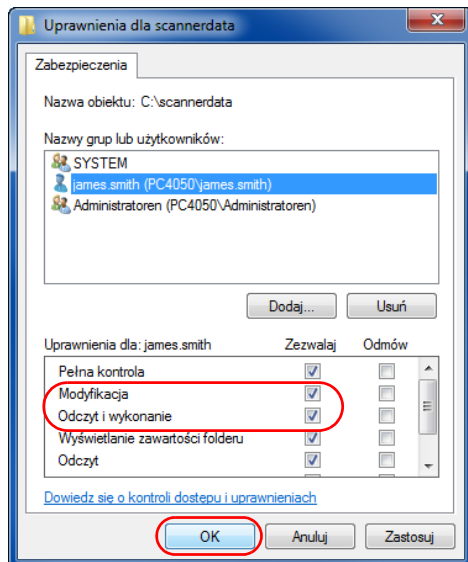 Uprawnienia dla scannerdata
Zabezpieczenia
Nazwa obiektu: C:\scannerdata
Nazwy grup lub użytkowników:
SYSTEM
james.smith (PC4050\james.smith)
Administratoren (PC4050\Administratoren)
Dodaj... Usuń
Uprawnienia dla: james.smith Zezwalaj Odmów
Pełna kontrola
Modyfikacja
Odczyt i wykonanie
Wyświetlanie zawartości folderu
Odczyt
Dowiedz się o kontroli dostępu i uprawnieniach
OK Anuluj Zastosuj